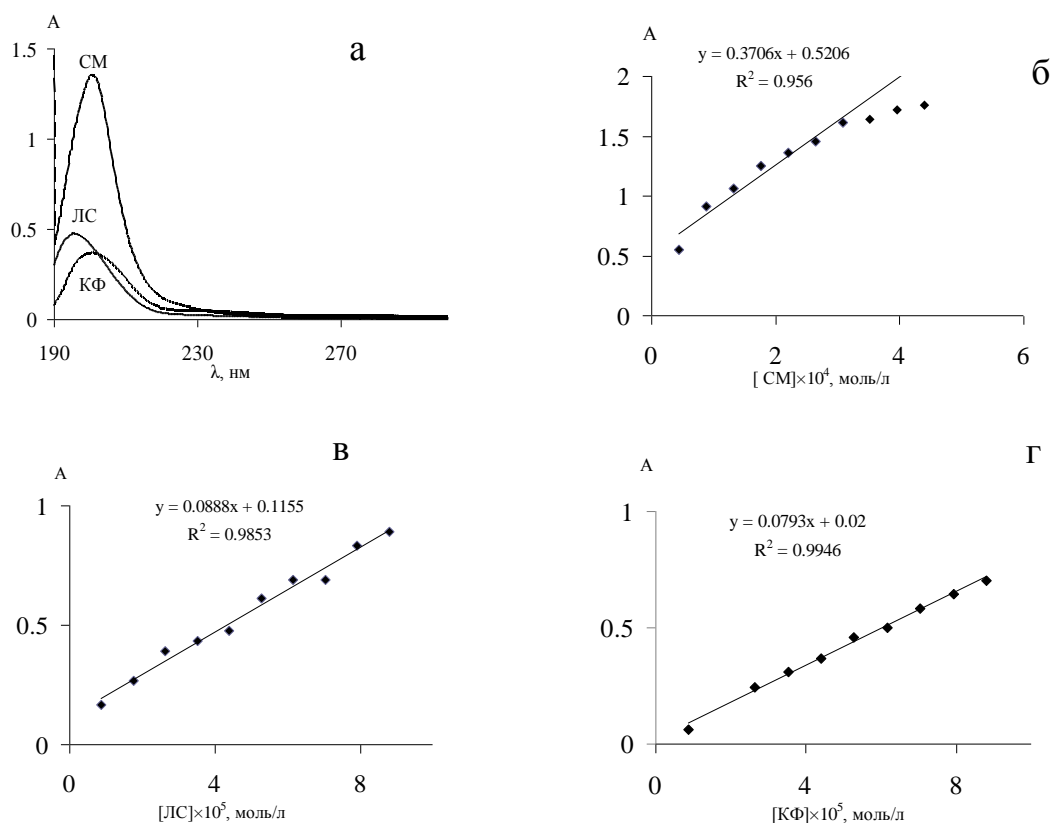 A
а
1.5
СМ
1
ЛС
0.5
КФ
0
190
230
270
λ, нм
A
б
y = 0.3706x + 0.5206
R² = 0.956
2
1.5
1
0.5
0
0
2
4
6
[ СМ]×10⁴, моль/л
A
в
y = 0.0888x + 0.1155
R² = 0.9853
1
0.5
0
0
4
8
[ЛС]×10⁵, моль/л
A
г
y = 0.0793x + 0.02
R² = 0.9946
1
0.5
0
0
4
8
[КФ]×10⁵, моль/л